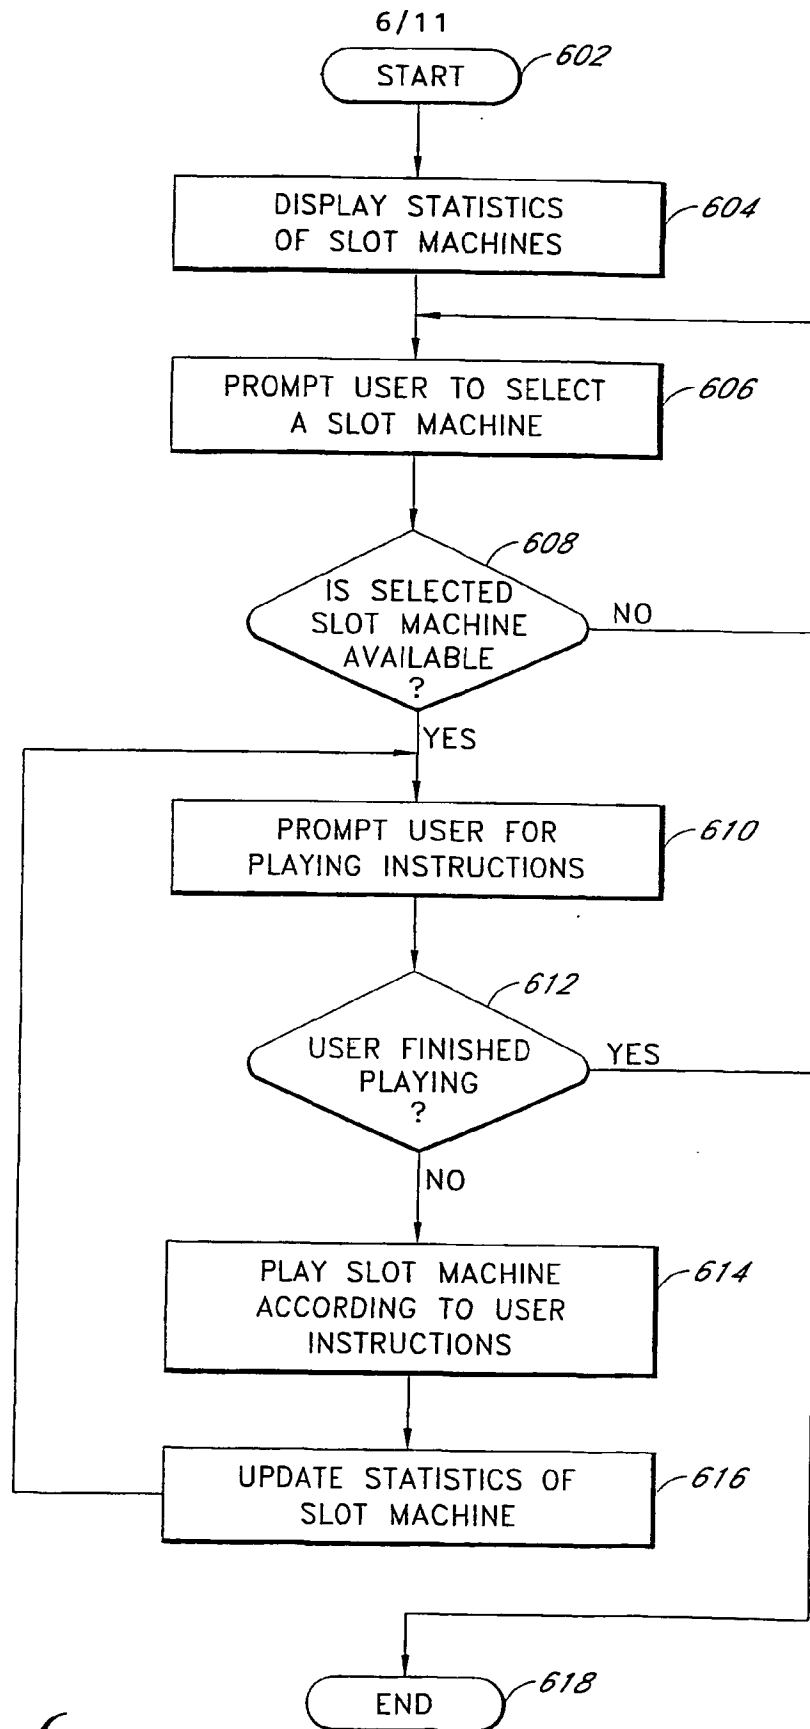 6/11
START
602
DISPLAY STATISTICS
OF SLOT MACHINES
604
PROMPT USER TO SELECT
A SLOT MACHINE
606
608
IS SELECTED
SLOT MACHINE
AVAILABLE
?
NO
YES
PROMPT USER FOR
PLAYING INSTRUCTIONS
610
612
USER FINISHED
PLAYING
?
YES
NO
PLAY SLOT MACHINE
ACCORDING TO USER
INSTRUCTIONS
614
UPDATE STATISTICS OF
SLOT MACHINE
616
END
618